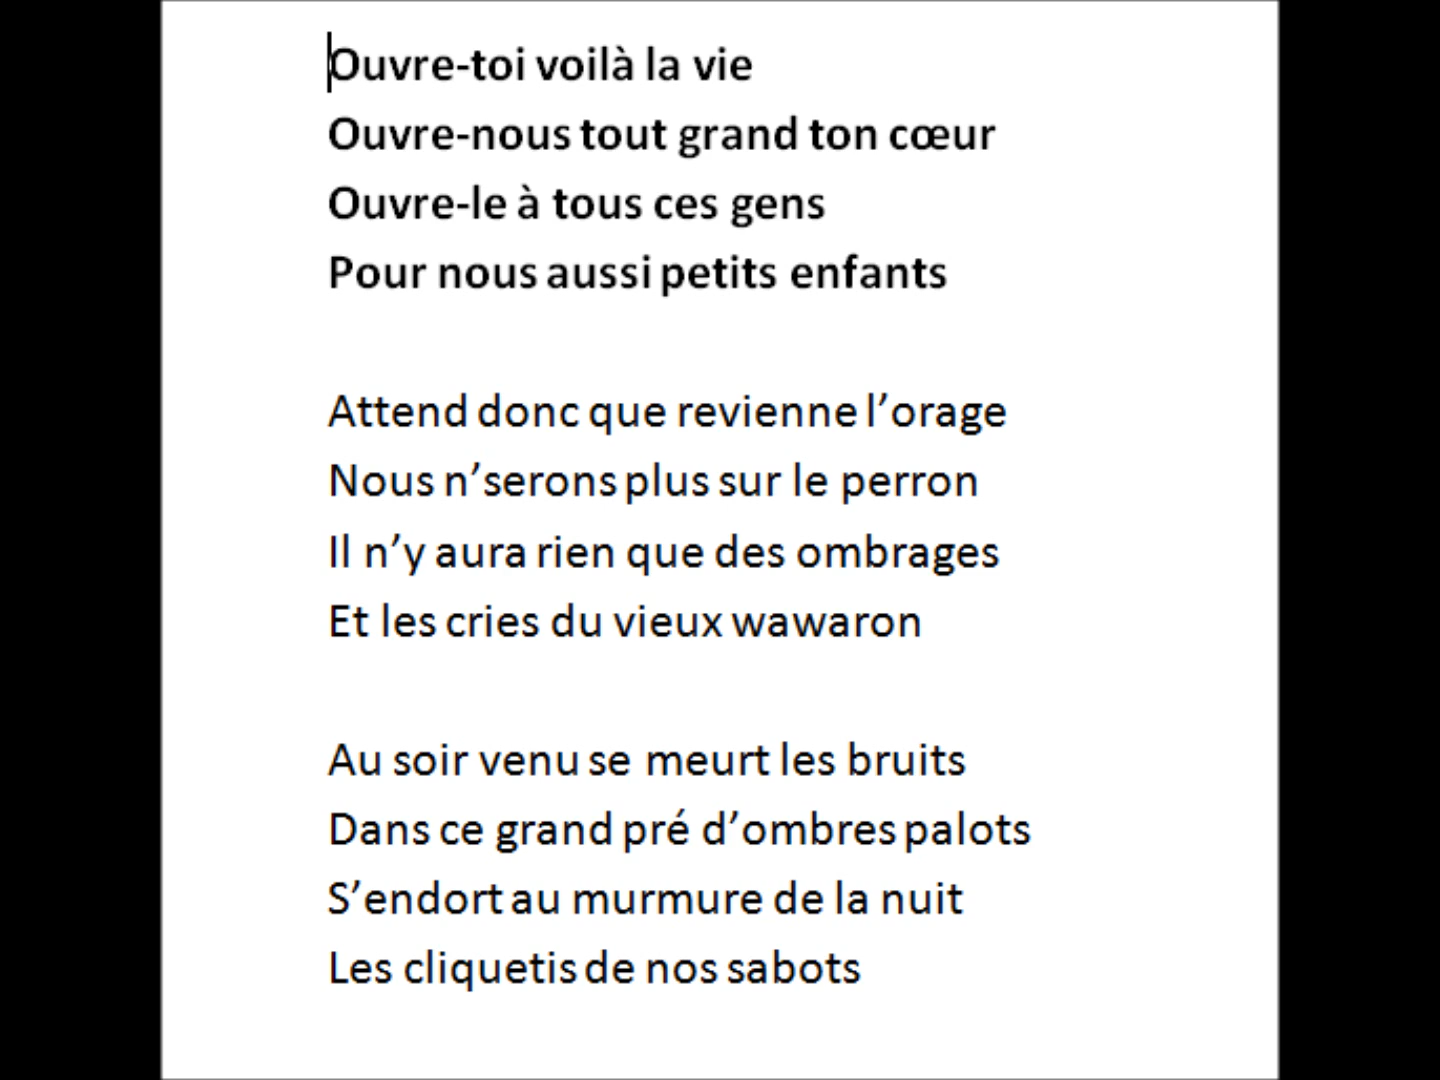 Ouvre-toi voilà la vie
Ouvre-nous tout grand ton cœur
Ouvre-le à tous ces gens
Pour nous aussi petits enfants
Attend donc que revienne l’orage
Nous n’serons plus sur le perron
Il n’y aura rien que des ombrages
Et les cries du vieux wawaron
Au soir venu se meurt les bruits
Dans ce grand pré d’ombres palots
S’endort au murmure de la nuit
Les cliquetis de nos sabots